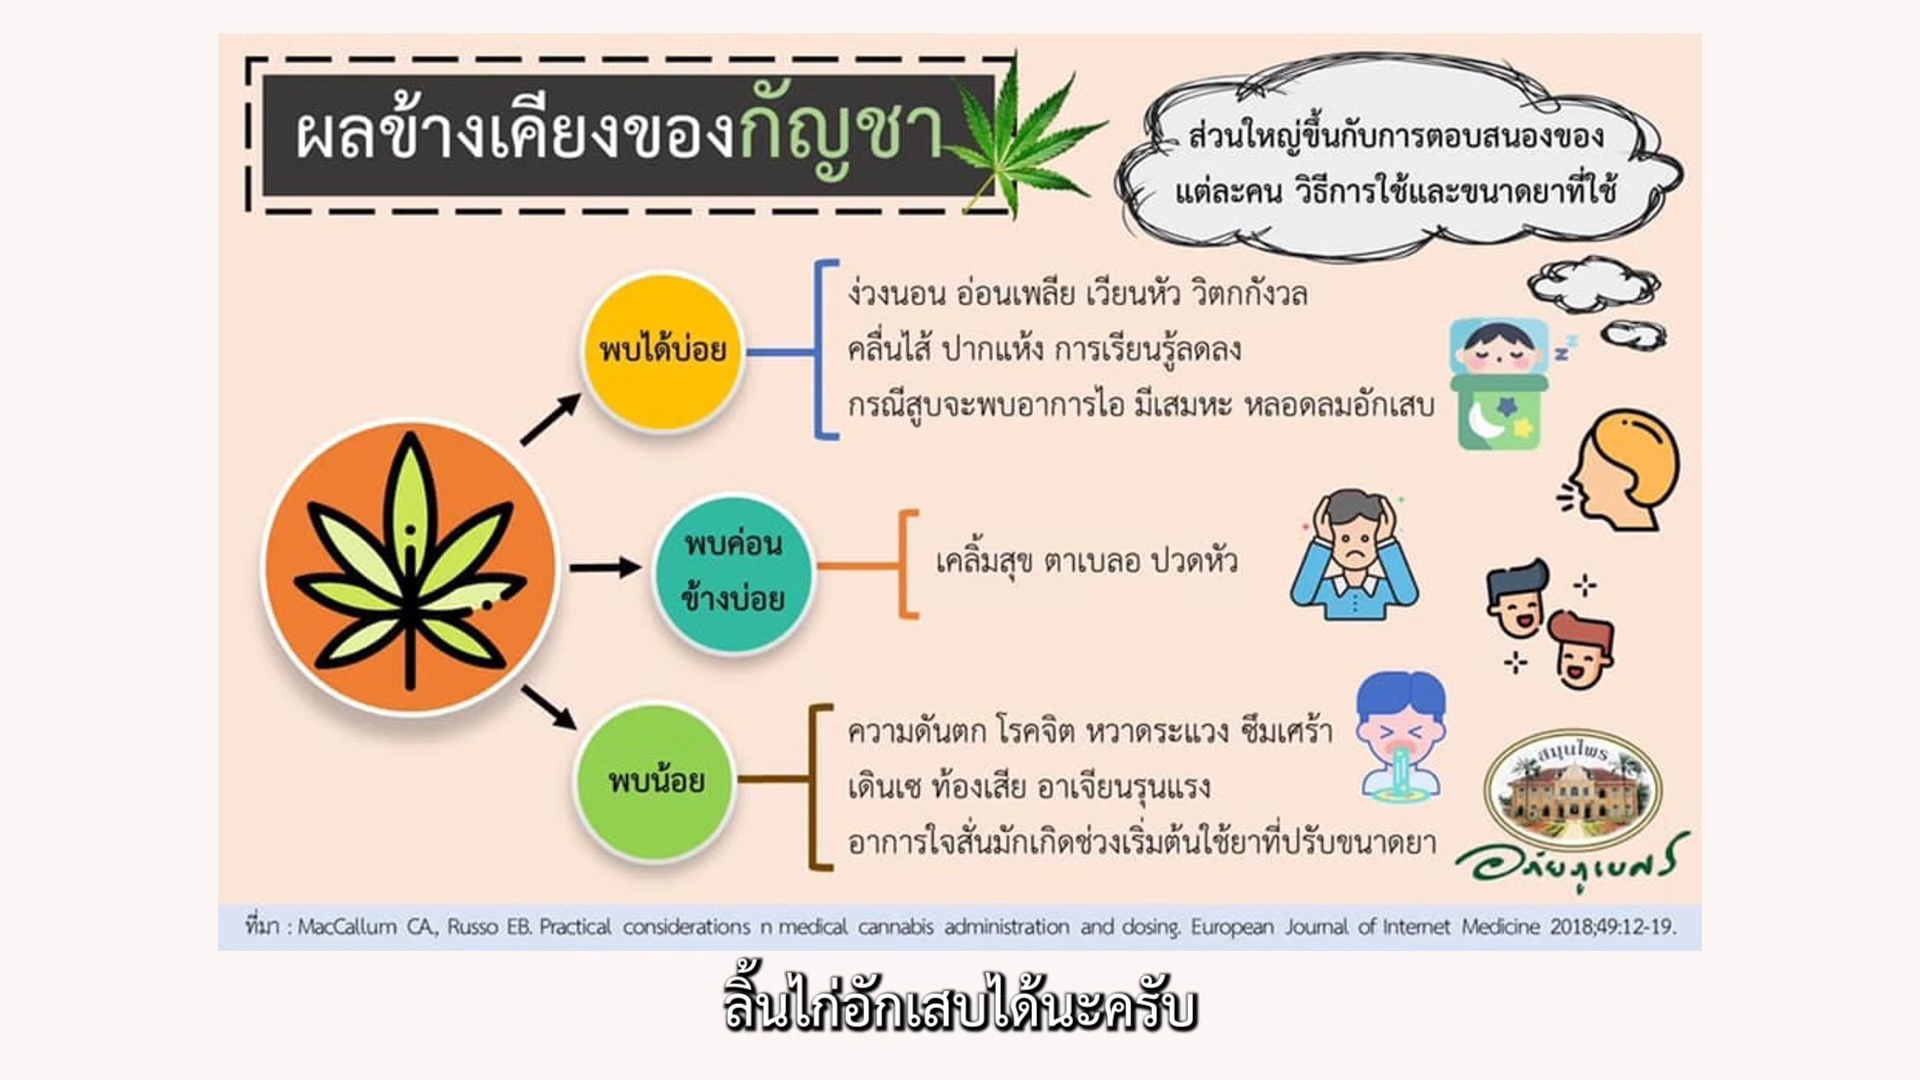 ผลข้างเคียงของกัญชา
ส่วนใหญ่ขึ้นกับการตอบสนองของ
แต่ละคน วิธีการใช้และขนาดยาที่ใช้
พบได้บ่อย
ง่วงนอน อ่อนเพลีย เวียนหัว วิตกกังวล
คลื่นไส้ ปากแห้ง การเรียนรู้ลดลง
กรณีสูบจะพบอาการไอ มีเสมหะ หลอดลมอักเสบ
พบค่อน
ข้างบ่อย
เคลิ้มสุข ตาเบลอ ปวดหัว
พบน้อย
ความดันตก โรคจิต หวาดระแวง ซึมเศร้า
เดินเซ ท้องเสีย อาเจียนรุนแรง
อาการใจสั่นมักเกิดช่วงเริ่มต้นใช้ยาที่ปรับขนาดยา
สมุนไพร
อภัยภูเบศร
ที่มา : MacCallum CA., Russo EB. Practical considerations n medical cannabis administration and dosing. European Journal of Internet Medicine 2018;49:12-19.
ลิ้นไก่อักเสบได้นะครับ